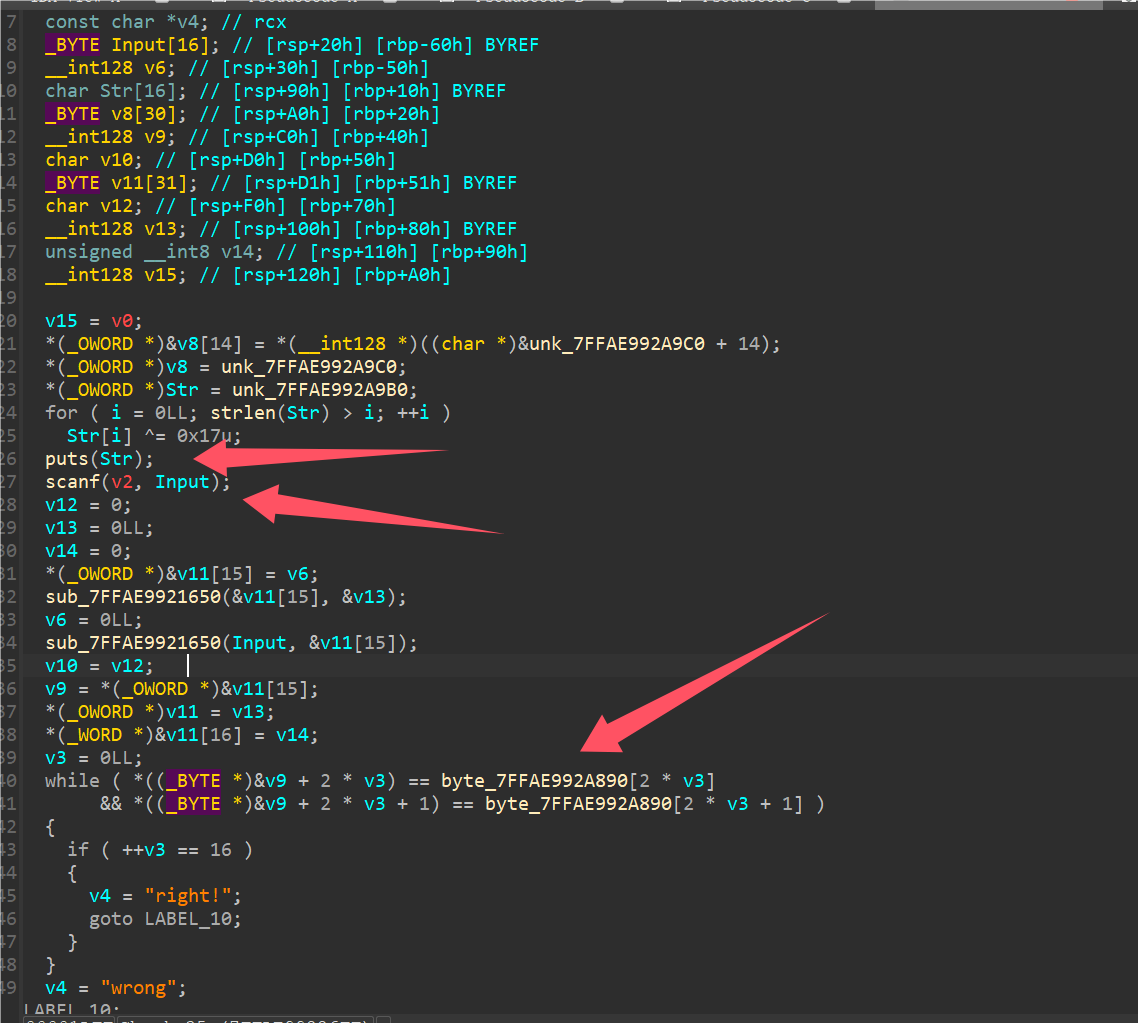 7 const char *v4; // rcx
8 _BYTE Input[16]; // [rsp+20h] [rbp-60h] BYREF
9 __int128 v6; // [rsp+30h] [rbp-50h]
10 char Str[16]; // [rsp+90h] [rbp+10h] BYREF
11 _BYTE v8[30]; // [rsp+A0h] [rbp+20h]
12 __int128 v9; // [rsp+C0h] [rbp+40h]
13 char v10; // [rsp+D0h] [rbp+50h]
14 _BYTE v11[31]; // [rsp+D1h] [rbp+51h] BYREF
15 char v12; // [rsp+F0h] [rbp+70h]
16 __int128 v13; // [rsp+100h] [rbp+80h] BYREF
17 unsigned __int8 v14; // [rsp+110h] [rbp+90h]
18 __int128 v15; // [rsp+120h] [rbp+A0h]
19
20 v15 = v0;
21 *(_OWORD *)&v8[14] = *(__int128 *)((char *)&unk_7FFAE992A9C0 + 14);
22 *(_OWORD *)v8 = unk_7FFAE992A9C0;
23 *(_OWORD *)Str = unk_7FFAE992A9B0;
24 for ( i = 0LL; strlen(Str) > i; ++i )
25 Str[i] ^= 0x17u;
26 puts(Str);
27 scanf(v2, Input);
28 v12 = 0;
29 v13 = 0LL;
30 v14 = 0;
31 *(_OWORD *)&v11[15] = v6;
32 sub_7FFAE9921650(&v11[15], &v13);
33 v6 = 0LL;
34 sub_7FFAE9921650(Input, &v11[15]);
35 v10 = v12;
36 v9 = *(_OWORD *)&v11[15];
37 *(_OWORD *)v11 = v13;
38 *(_WORD *)&v11[16] = v14;
39 v3 = 0LL;
40 while ( *((_BYTE *)&v9 + 2 * v3) == byte_7FFAE992A890[2 * v3]
41 && *((_BYTE *)&v9 + 2 * v3 + 1) == byte_7FFAE992A890[2 * v3 + 1] )
42 {
43 if ( ++v3 == 16 )
44 {
45 v4 = "right!";
46 goto LABEL_10;
47 }
48 }
49 v4 = "wrong";
LABEL_10: